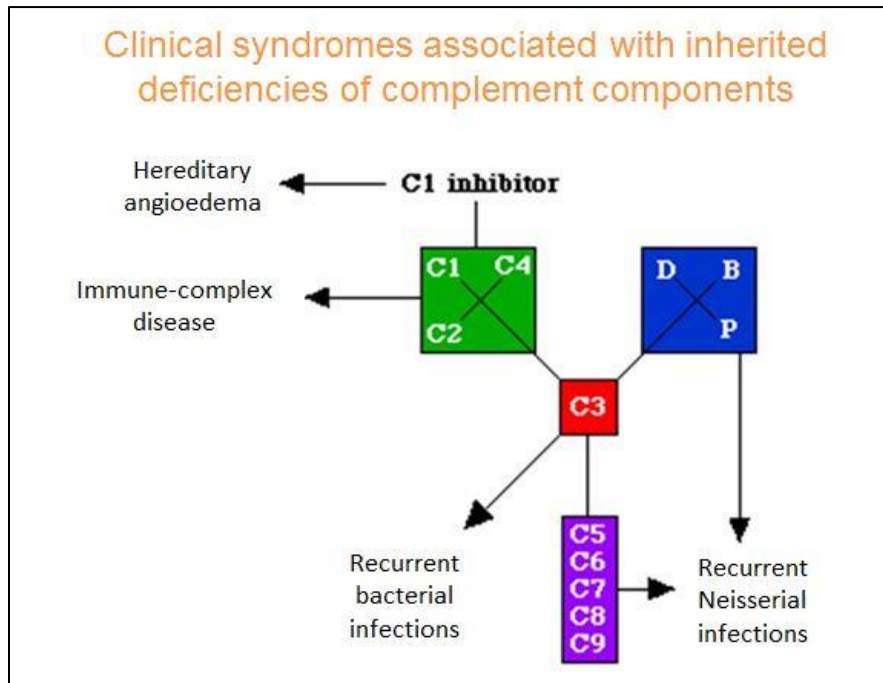 Clinical syndromes associated with inherited
deficiencies of complement components
Hereditary
angioedema
C1 inhibitor
C1 C4
C2
D B
P
Immune-complex
disease
C3
C5
C6
C7
C8
C9
Recurrent
bacterial
infections
Recurrent
Neisserial
infections